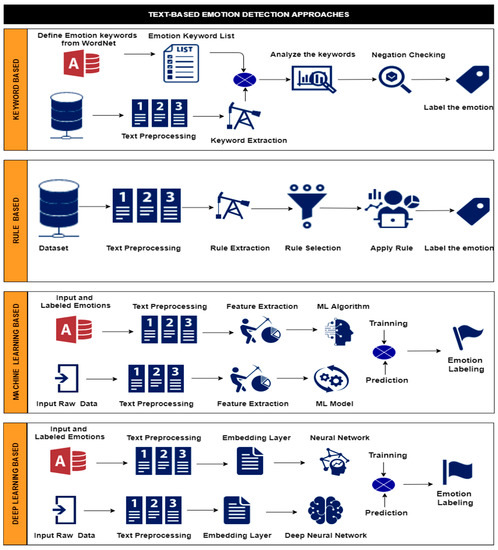 TEXT-BASED EMOTION DETECTION APPROACHES
KEYWORD BASED
Define Emotion keywords
from WordNet
Emotion Keyword List
LIST
A
Analyze the keywords
Negation Checking
Label the emotion
1 2 3
Text Preprocessing
Keyword Extraction
RULE BASED
1 2 3
Dataset
Text Preprocessing
Rule Extraction
Rule Selection
Apply Rule
Label the emotion
MACHINE LEARNING BASED
Input and
Labeled Emotions
Text Preprocessing
Feature Extraction
ML Algorithm
A
1 2 3
Trainning
Emotion
Labeling
Prediction
1 2 3
Input Raw Data
Text Preprocessing
Feature Extraction
ML Model
DEEP LEARNING BASED
Input and
Labeled Emotions
Text Preprocessing
Embedding Layer
Neural Network
A
1 2 3
Trainning
Emotion
Labeling
Prediction
1 2 3
Input Raw Data
Text Preprocessing
Embedding Layer
Deep Neural Network